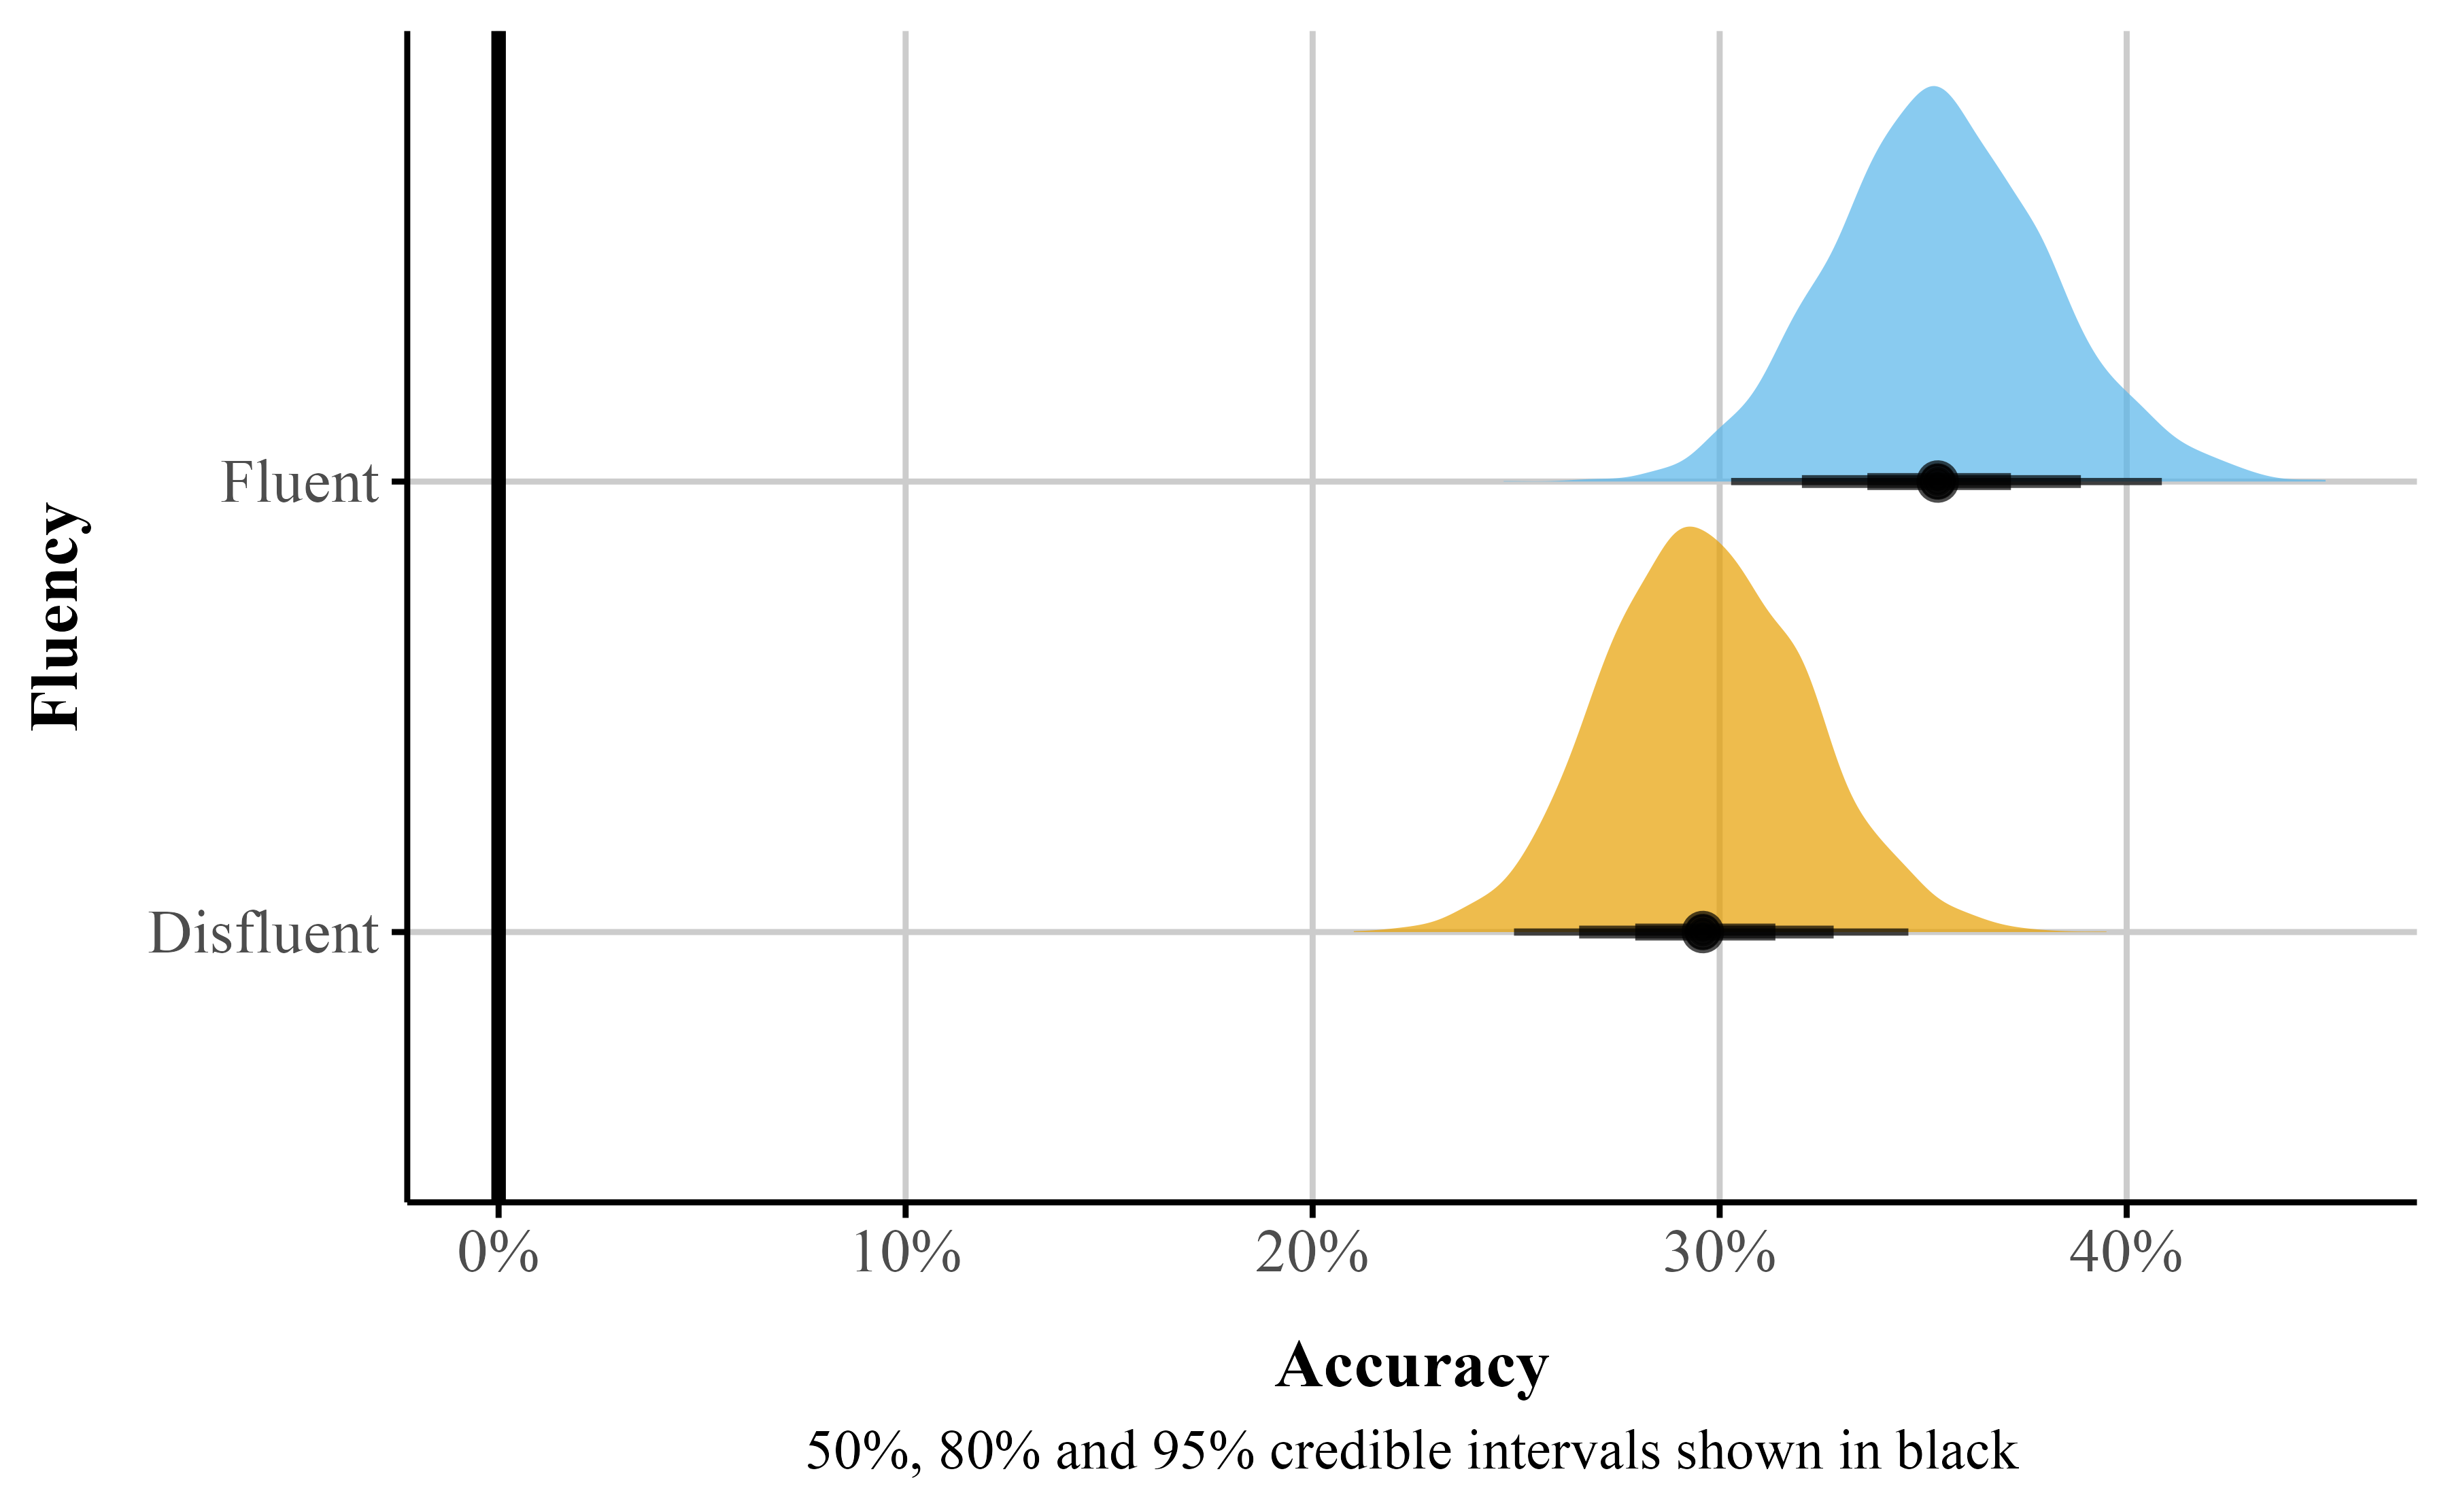 Fluency
Fluent
Disfluent
0% 10% 20% 30% 40%
Accuracy
50%, 80% and 95% credible intervals shown in black